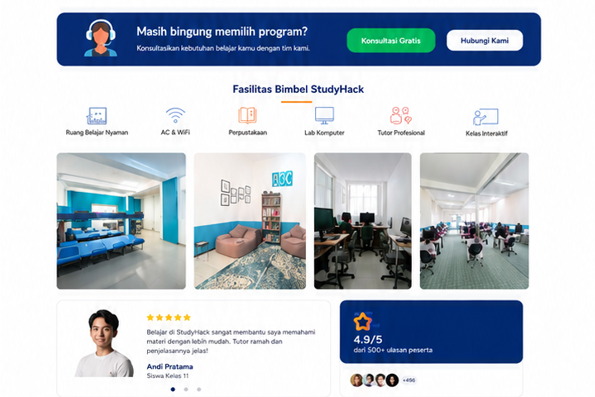 Masih bingung memilih program?
Konsultasikan kebutuhan belajar kamu dengan tim kami.
Konsultasi Gratis
Hubungi Kami
Fasilitas Bimbel StudyHack
Ruang Belajar Nyaman
AC & WiFi
Perpustakaan
Lab Komputer
Tutor Profesional
Kelas Interaktif
ABC
Belajar di StudyHack sangat membantu saya memahami
materi dengan lebih mudah. Tutor ramah dan
penjelasannya jelas!
Andi Pratama
Siswa Kelas 11
4.9/5
dari 500+ ulasan peserta
+496